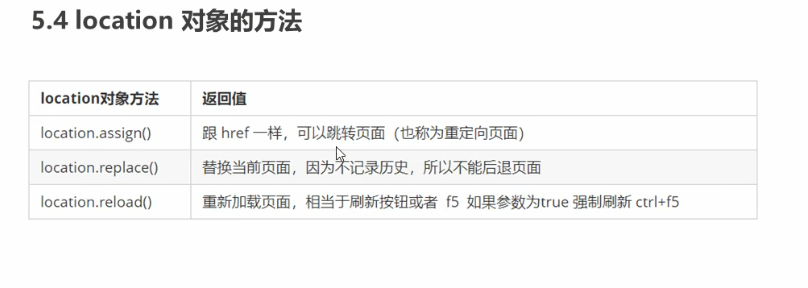 5.4 location 对象的方法
location对象方法 返回值
location.assign() 跟 href 一样，可以跳转页面（也称为重定向页面）
location.replace() 替换当前页面，因为不记录历史，所以不能后退页面
location.reload() 重新加载页面，相当于刷新按钮或者 f5 如果参数为true 强制刷新 ctrl+f5